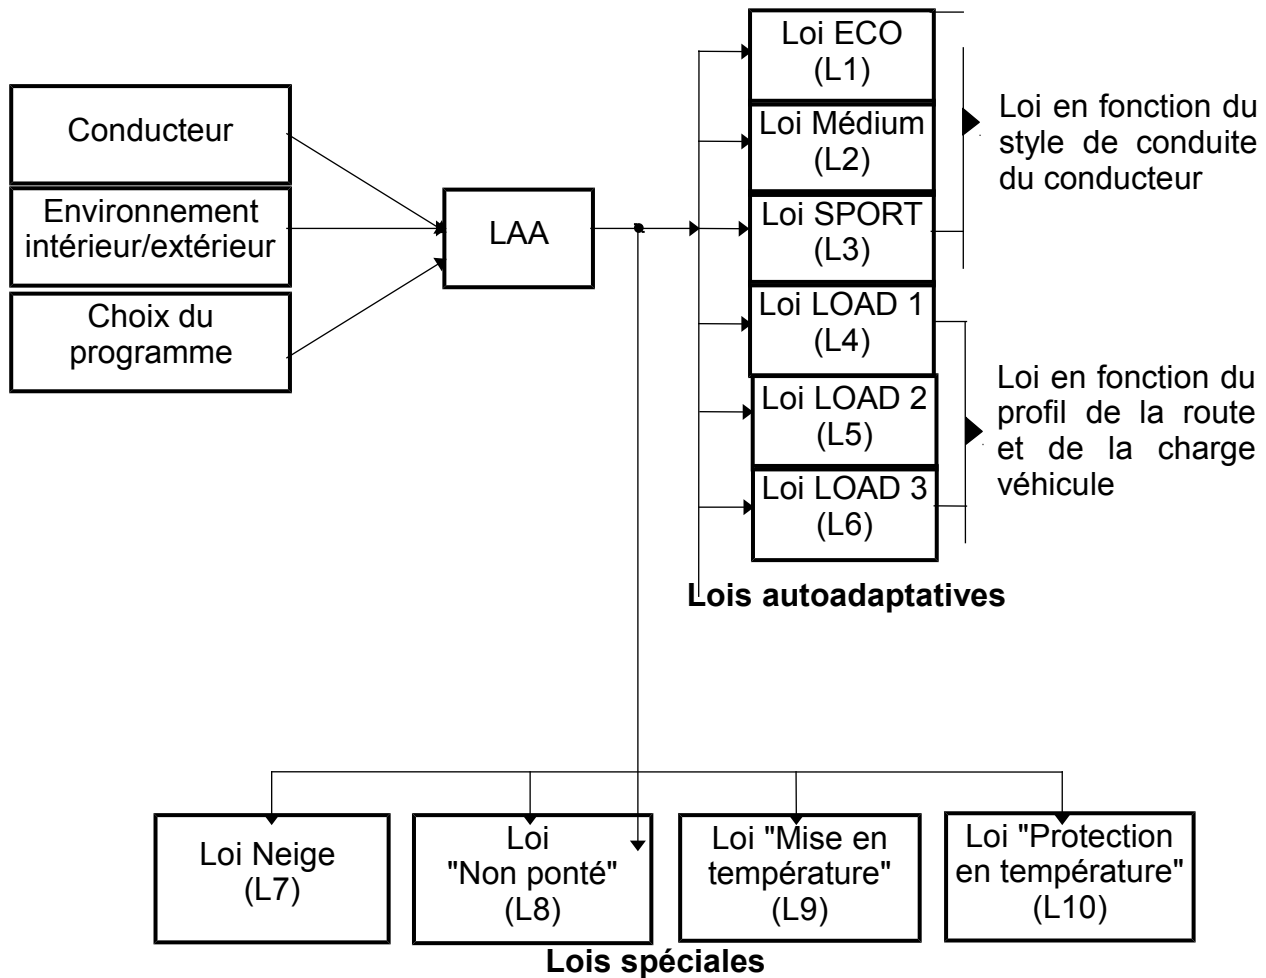 Conducteur
Environnement
intérieur/extérieur
Choix du
programme
LAA
Loi ECO
(L1)
Loi Médium
(L2)
Loi SPORT
(L3)
Loi LOAD 1
(L4)
Loi LOAD 2
(L5)
Loi LOAD 3
(L6)
Loi en fonction du
style de conduite
du conducteur
Loi en fonction du
profil de la route
et de la charge
véhicule
Lois autoadaptatives
Loi Neige
(L7)
Loi
"Non ponté"
(L8)
Loi "Mise en
température"
(L9)
Loi "Protection
en température"
(L10)
Lois spéciales